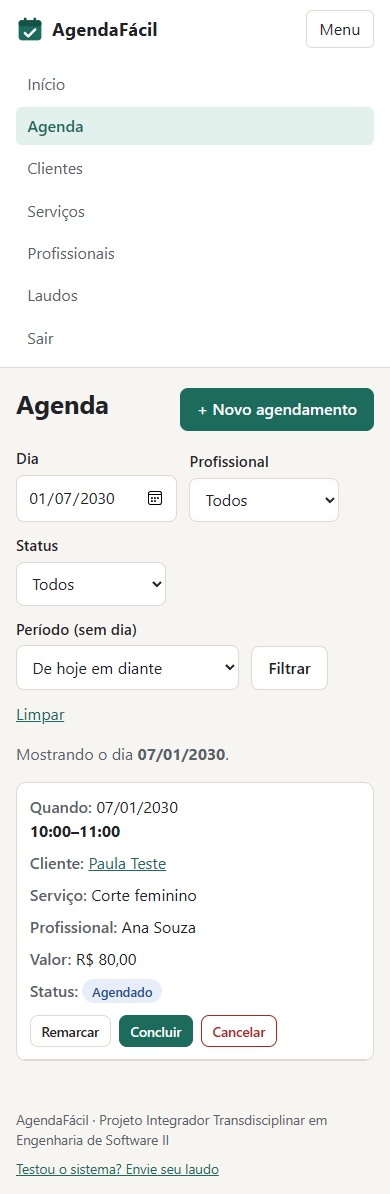 AgendaFácil
Menu
Início
Agenda
Clientes
Serviços
Profissionais
Laudos
Sair
Agenda
+ Novo agendamento
Dia
Profissional
01/07/2030
Todos
Status
Todos
Período (sem dia)
De hoje em diante
Filtrar
Limpar
Mostrando o dia 07/01/2030.
Quando: 07/01/2030
10:00–11:00
Cliente: Paula Teste
Serviço: Corte feminino
Profissional: Ana Souza
Valor: R$ 80,00
Status: Agendado
Remarcar
Concluir
Cancelar
AgendaFácil · Projeto Integrador Transdisciplinar em
Engenharia de Software II
Testou o sistema? Envie seu laudo